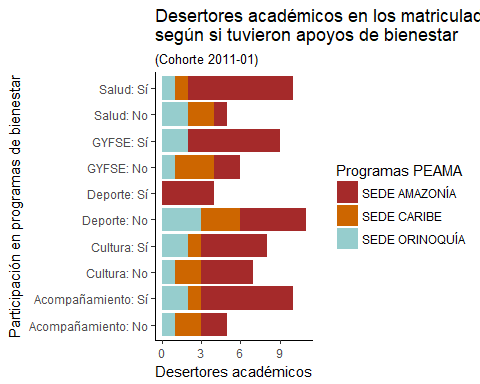 Desertores académicos en los matriculad
según si tuvieron apoyos de bienestar
(Cohorte 2011-01)
Participación en programas de bienestar
Salud: Sí
Salud: No
GYFSE: Sí
GYFSE: No
Deporte: Sí
Deporte: No
Cultura: Sí
Cultura: No
Acompañamiento: Sí
Acompañamiento: No
0 3 6 9
Desertores académicos
Programas PEAMA
SEDE AMAZONÍA
SEDE CARIBE
SEDE ORINOQUÍA